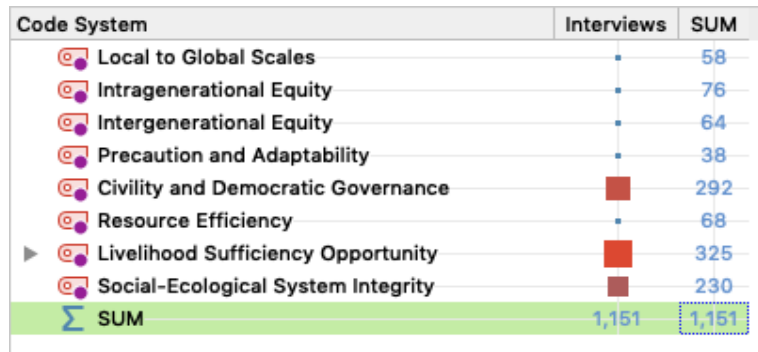 Code System Interviews SUM
Local to Global Scales 58
Intragenerational Equity 76
Intergenerational Equity 64
Precaution and Adaptability 38
Civility and Democratic Governance 292
Resource Efficiency 68
Livelihood Sufficiency Opportunity 325
Social-Ecological System Integrity 230
Σ SUM 1,151 1,151